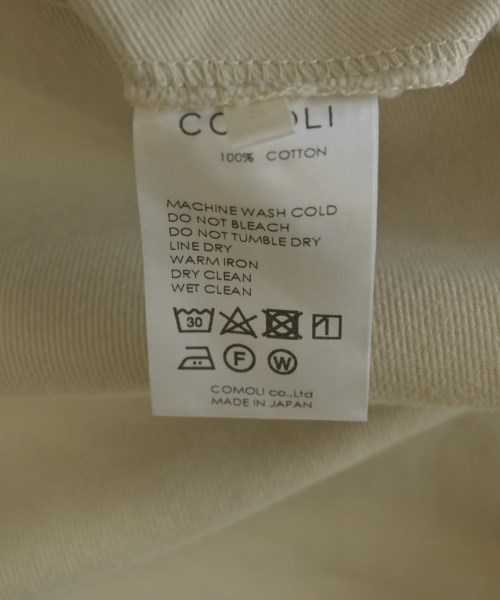 COMOLI
100% COTTON
MACHINE WASH COLD
DO NOT BLEACH
DO NOT TUMBLE DRY
LINE DRY
WARM IRON
DRY CLEAN
WET CLEAN
30
F W
COMOLI co.,Ltd
MADE IN JAPAN